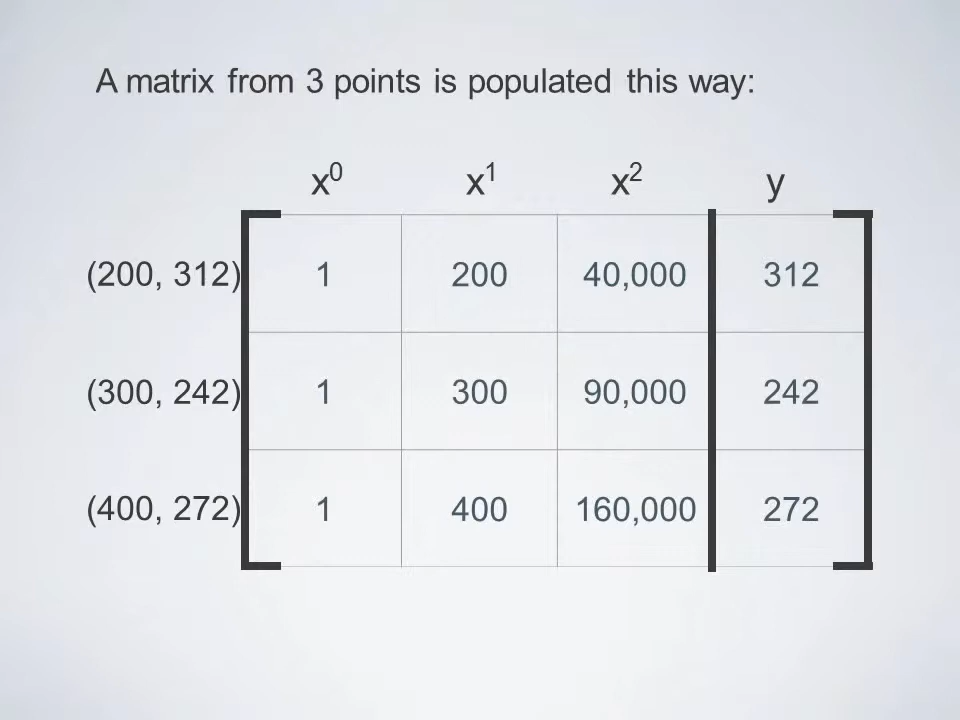 A matrix from 3 points is populated this way:
x⁰ x¹ x² y
(200, 312) 1 200 40,000 312
(300, 242) 1 300 90,000 242
(400, 272) 1 400 160,000 272